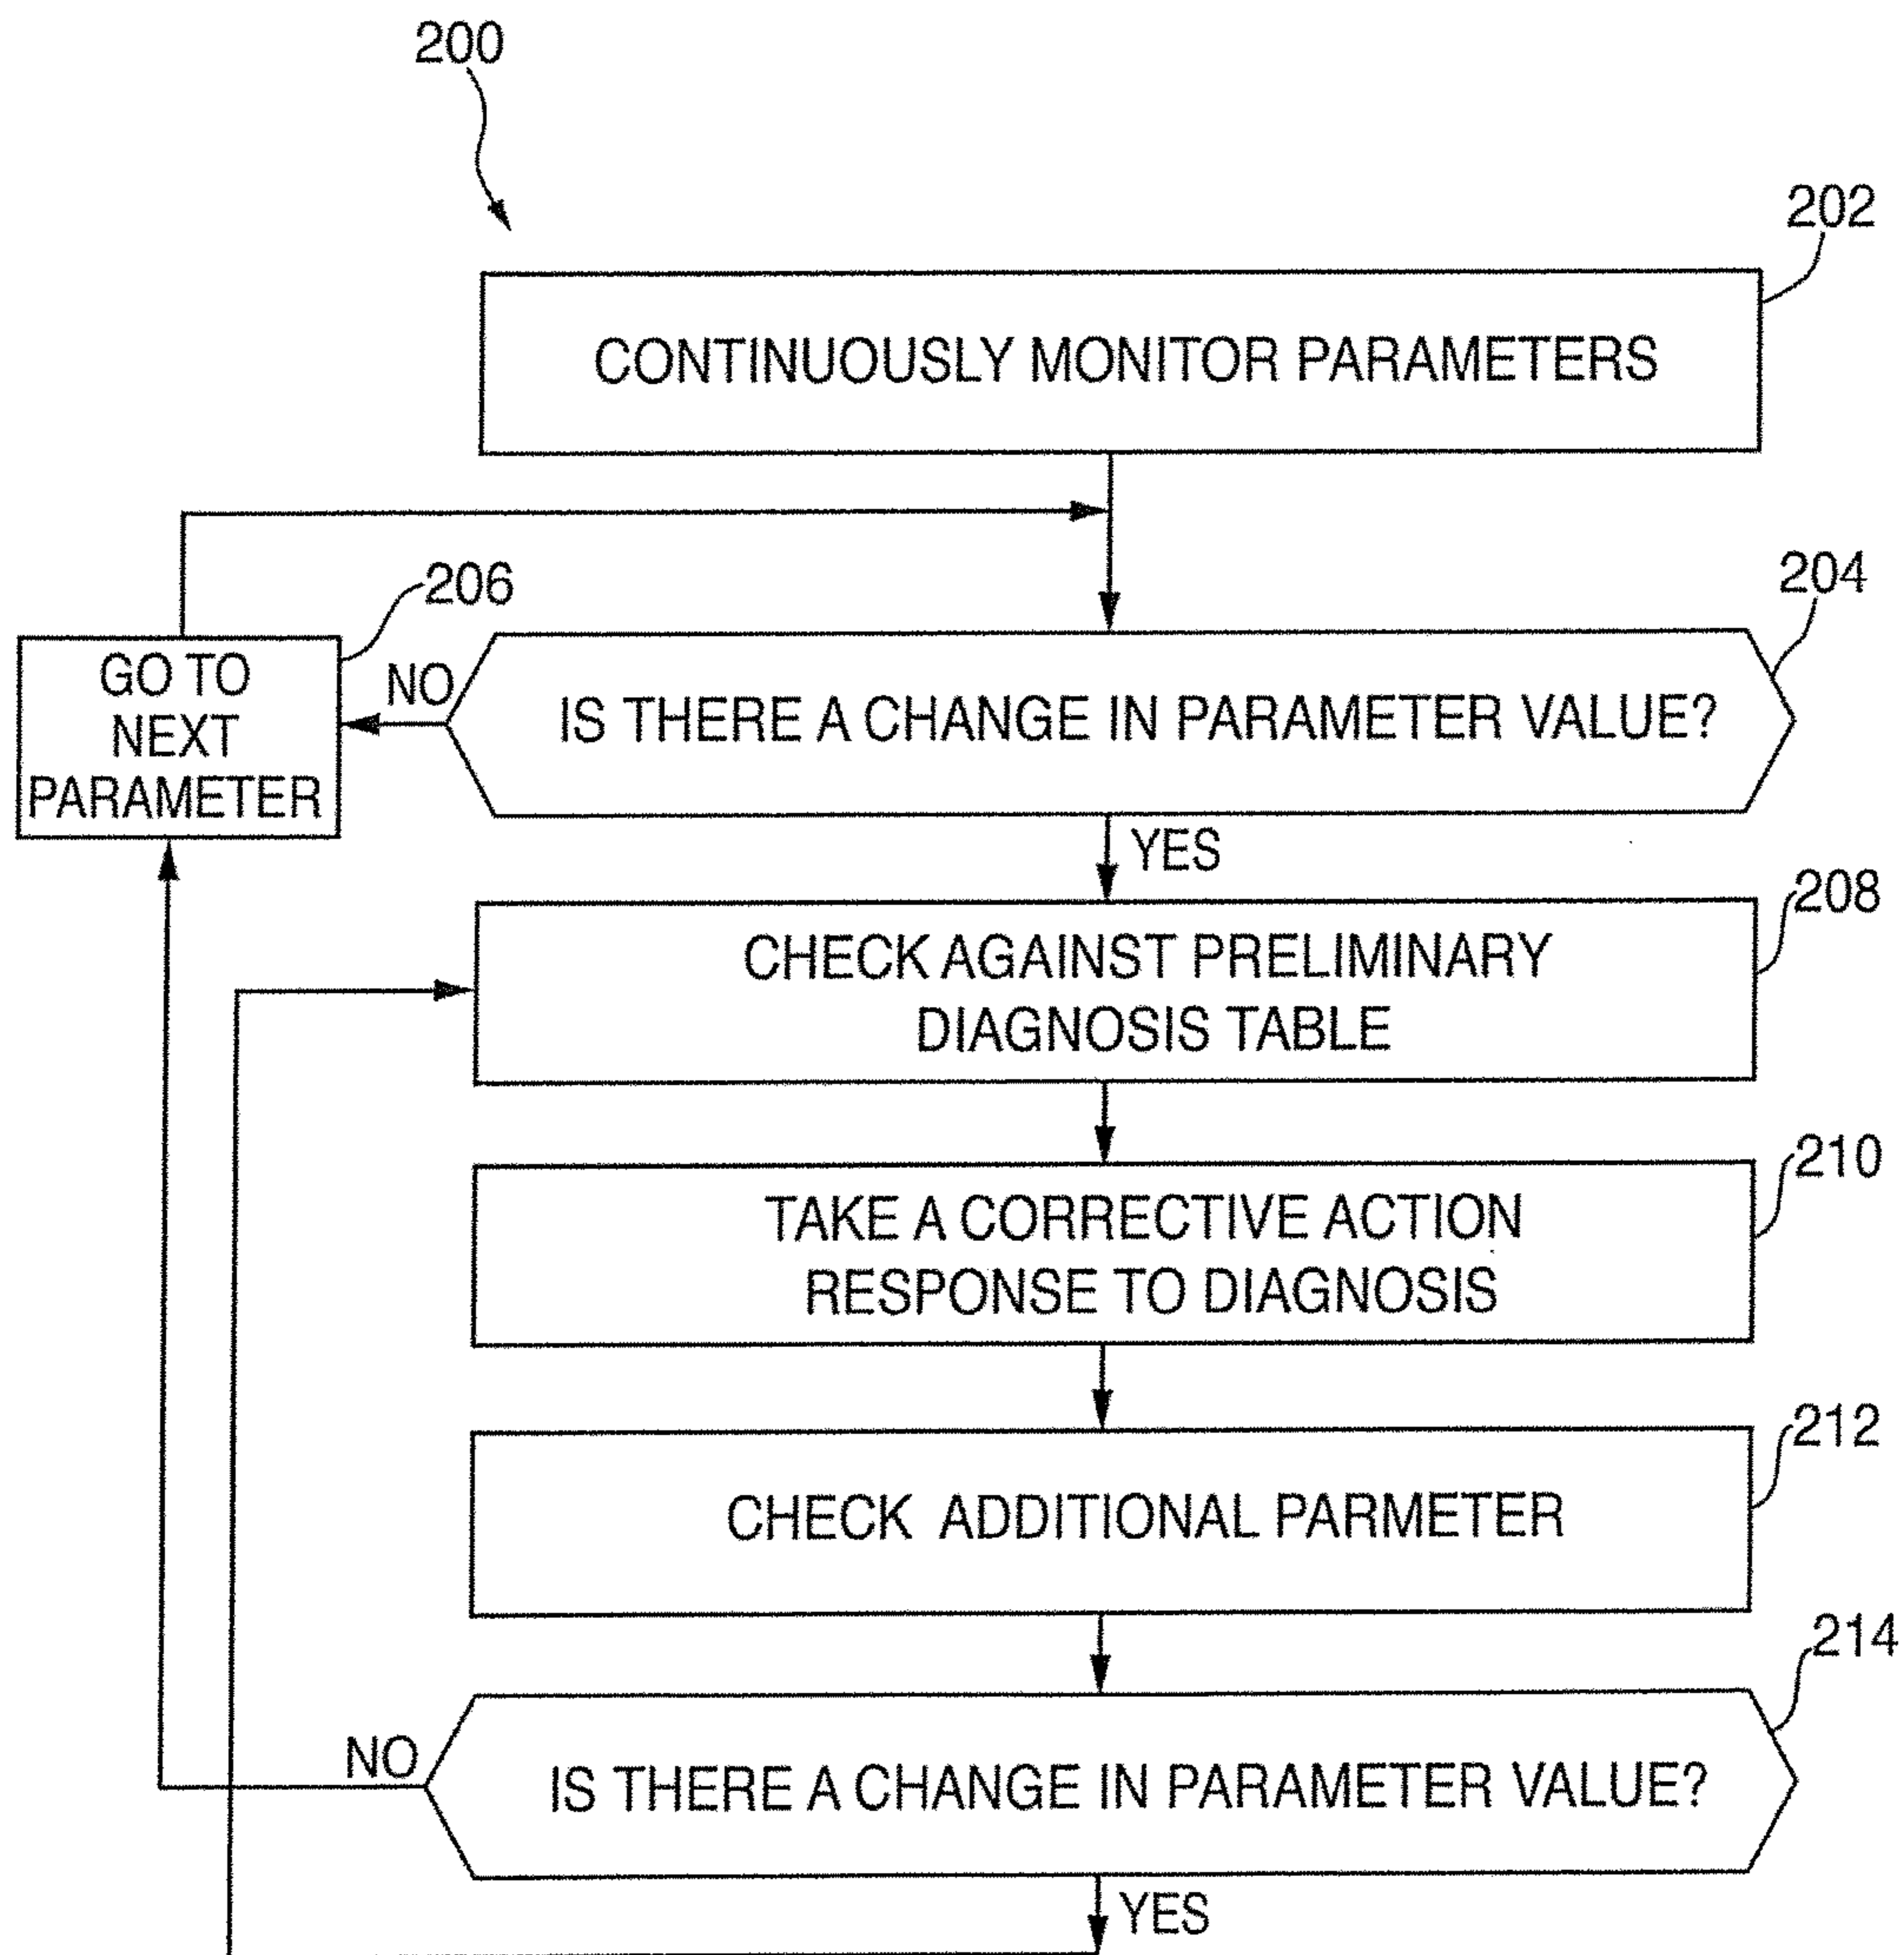 200
202
CONTINUOUSLY MONITOR PARAMETERS
206
204
GO TO
NEXT
PARAMETER
NO
IS THERE A CHANGE IN PARAMETER VALUE?
YES
208
CHECK AGAINST PRELIMINARY
DIAGNOSIS TABLE
210
TAKE A CORRECTIVE ACTION
RESPONSE TO DIAGNOSIS
212
CHECK ADDITIONAL PARMETER
214
NO
IS THERE A CHANGE IN PARAMETER VALUE?
YES